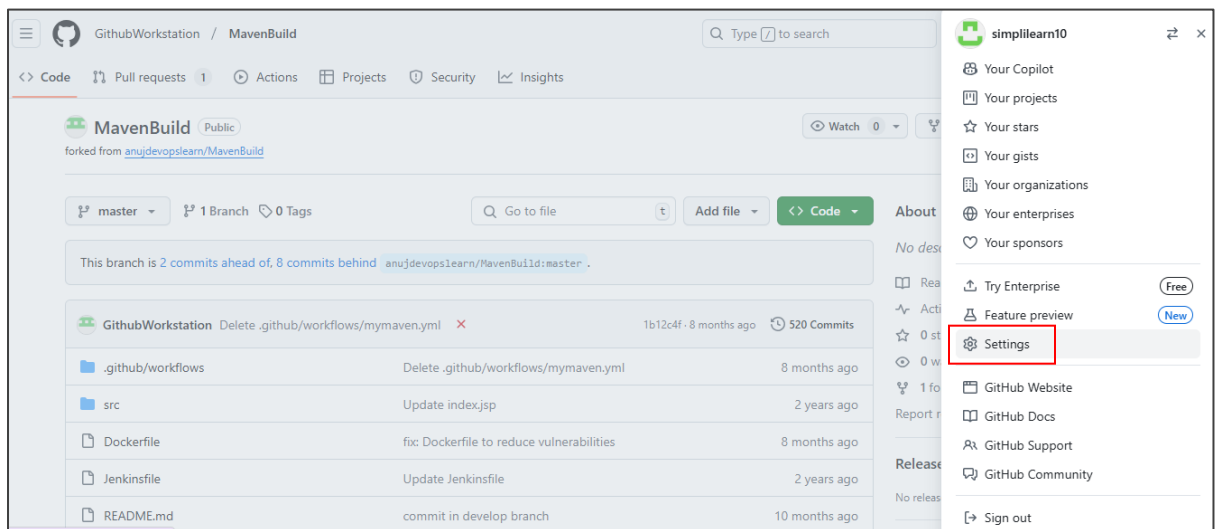 GithubWorkstation / MavenBuild
Type / to search
<> Code
Pull requests 1
Actions
Projects
Security
Insights
MavenBuild Public
Watch 0
forked from anujdevopslearn/MavenBuild
master
1 Branch
0 Tags
Go to file
t
Add file
<> Code
This branch is 2 commits ahead of, 8 commits behind anujdevopslearn/MavenBuild:master .
GithubWorkstation Delete .github/workflows/mymaven.yml
1b12c4f · 8 months ago
520 Commits
.github/workflows
Delete .github/workflows/mymaven.yml
8 months ago
src
Update index.jsp
2 years ago
Dockerfile
fix: Dockerfile to reduce vulnerabilities
8 months ago
Jenkinsfile
Update Jenkinsfile
2 years ago
README.md
commit in develop branch
10 months ago
About
No
0
0
1
Report
No
simplilearn10
Your Copilot
Your projects
Your stars
Your gists
Your organizations
Your enterprises
Your sponsors
Try Enterprise
Free
Feature preview
New
Settings
GitHub Website
GitHub Docs
GitHub Support
GitHub Community
Sign out